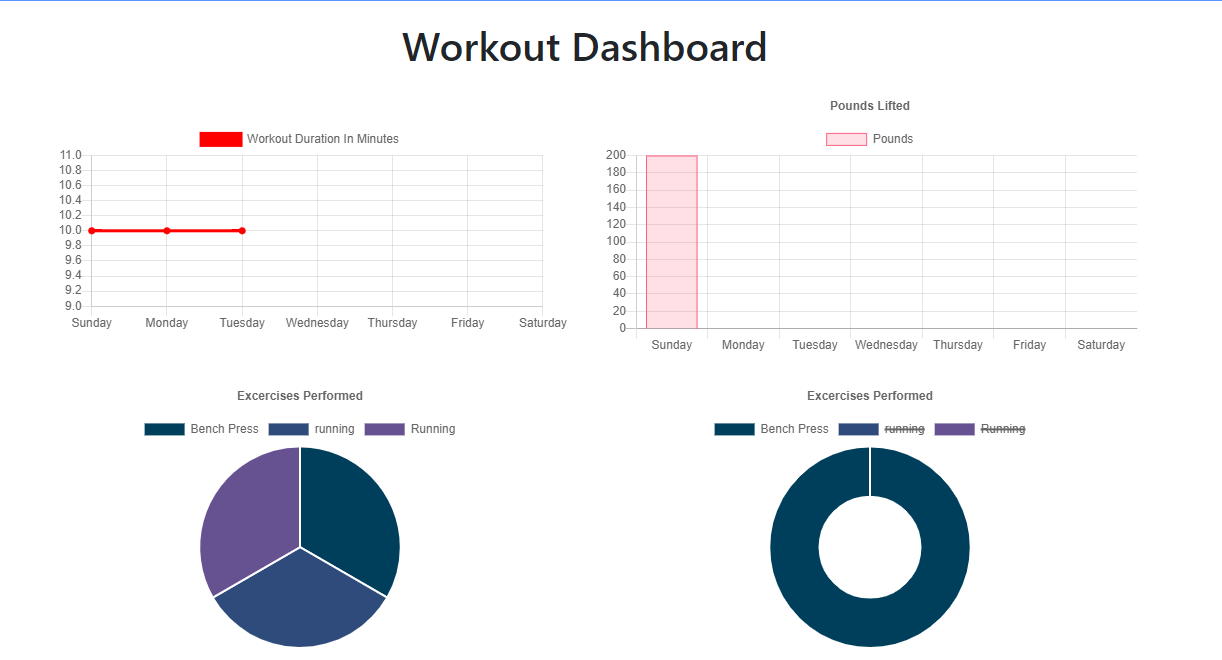 Workout Dashboard
Workout Duration In Minutes
11.0
10.8
10.6
10.4
10.2
10.0
9.8
9.6
9.4
9.2
9.0
Sunday Monday Tuesday Wednesday Thursday Friday Saturday
Pounds Lifted
Pounds
200
180
160
140
120
100
80
60
40
20
0
Sunday Monday Tuesday Wednesday Thursday Friday Saturday
Excercises Performed
Bench Press running Running
Excercises Performed
Bench Press running Running